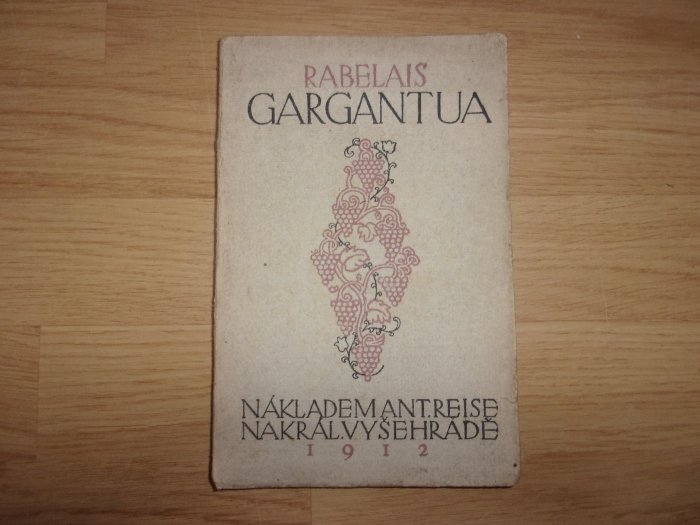 RABELAIS
GARGANTUA
NÁKLADEM ANT. REISE
NA KRÁL. VYŠEHRADĚ
1912